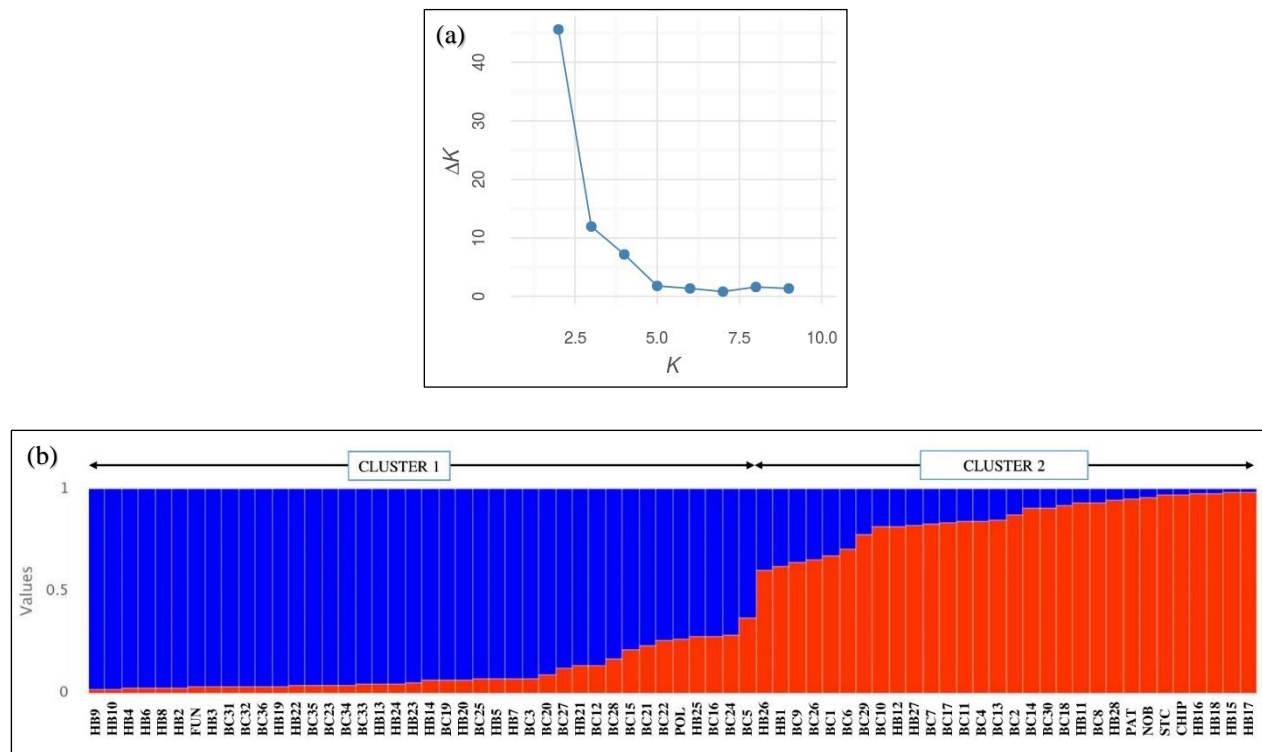 (a)
40
30
20
10
0
ΔK
2.5 5.0 7.5 10.0
K
(b)
CLUSTER 1 CLUSTER 2
1
0.5
0
Values
HB9 HB10 HB4 HB6 HB8 HB2 FUN HB3 BC31 BC32 BC36 HB19 HB22 BC35 BC23 BC34 BC33 HB13 HB24 HB23 HB14 BC19 HB20 BC25 HB5 HB7 BC3 BC20 BC27 HB21 BC12 BC28 BC15 BC21 BC22 POL HB25 BC16 BC24 BC5 HB26 HB1 BC9 BC26 BC1 BC6 BC29 BC10 HB12 HB27 BC7 BC17 BC11 BC4 BC13 BC2 BC14 BC30 BC18 HB11 BC8 HB28 PAT NOB STC CHIP HB16 HB18 HB15 HB17